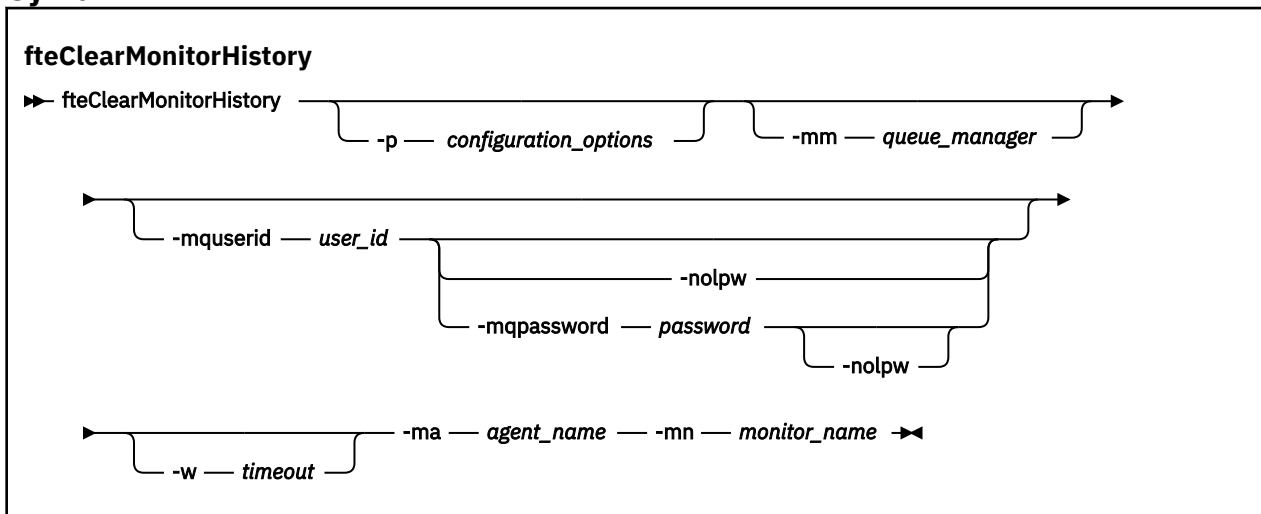 fteClearMonitorHistory
fteClearMonitorHistory
-p configuration_options -mm queue_manager
-mquserid user_id
-nolpw
-mqpassword password
-nolpw
-ma agent_name -mn monitor_name
-w timeout